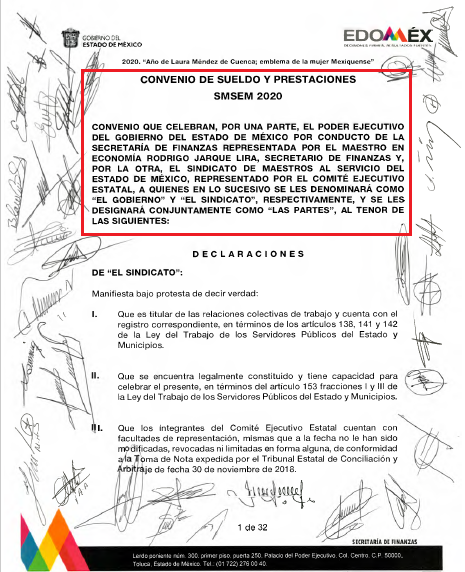 GOBIERNO DEL
ESTADO DE MÉXICO
EDOMÉX
2020. "Año de Laura Méndez de Cuenca; emblema de la mujer Mexiquense"
CONVENIO DE SUELDO Y PRESTACIONES
SMSEM 2020
CONVENIO QUE CELEBRAN, POR UNA PARTE, EL PODER EJECUTIVO
DEL GOBIERNO DEL ESTADO DE MÉXICO POR CONDUCTO DE LA
SECRETARÍA DE FINANZAS REPRESENTADA POR EL MAESTRO EN
ECONOMÍA RODRIGO JARQUE LIRA, SECRETARIO DE FINANZAS Y,
POR LA OTRA, EL SINDICATO DE MAESTROS AL SERVICIO DEL
ESTADO DE MÉXICO, REPRESENTADO POR EL COMITÉ EJECUTIVO
ESTATAL, A QUIENES EN LO SUCESIVO SE LES DENOMINARÁ COMO
"EL GOBIERNO" Y "EL SINDICATO", RESPECTIVAMENTE, Y SE LES
DESIGNARÁ CONJUNTAMENTE COMO "LAS PARTES", AL TENOR DE
LAS SIGUIENTES:
DECLARACIONES
DE "EL SINDICATO":
Manifiesta bajo protesta de decir verdad:
I. Que es titular de las relaciones colectivas de trabajo y cuenta con el
registro correspondiente, en términos de los artículos 138, 141 y 142
de la Ley del Trabajo de los Servidores Públicos del Estado y
Municipios.
II. Que se encuentra legalmente constituido y tiene capacidad para
celebrar el presente, en términos del artículo 153 fracciones I y III de
la Ley del Trabajo de los Servidores Públicos del Estado y Municipios.
III. Que los integrantes del Comité Ejecutivo Estatal cuentan con
facultades de representación, mismas que a la fecha no le han sido
modificadas, revocadas ni limitadas en forma alguna, de conformidad
a la Toma de Nota expedida por el Tribunal Estatal de Conciliación y
Arbitraje de fecha 30 de noviembre de 2018.
1 de 32
SECRETARÍA DE FINANZAS
Lerdo poniente núm. 300, primer piso, puerta 250, Palacio del Poder Ejecutivo, Col. Centro, C.P. 50000,
Toluca, Estado de México. Tel.: (01 722) 276 00 40.